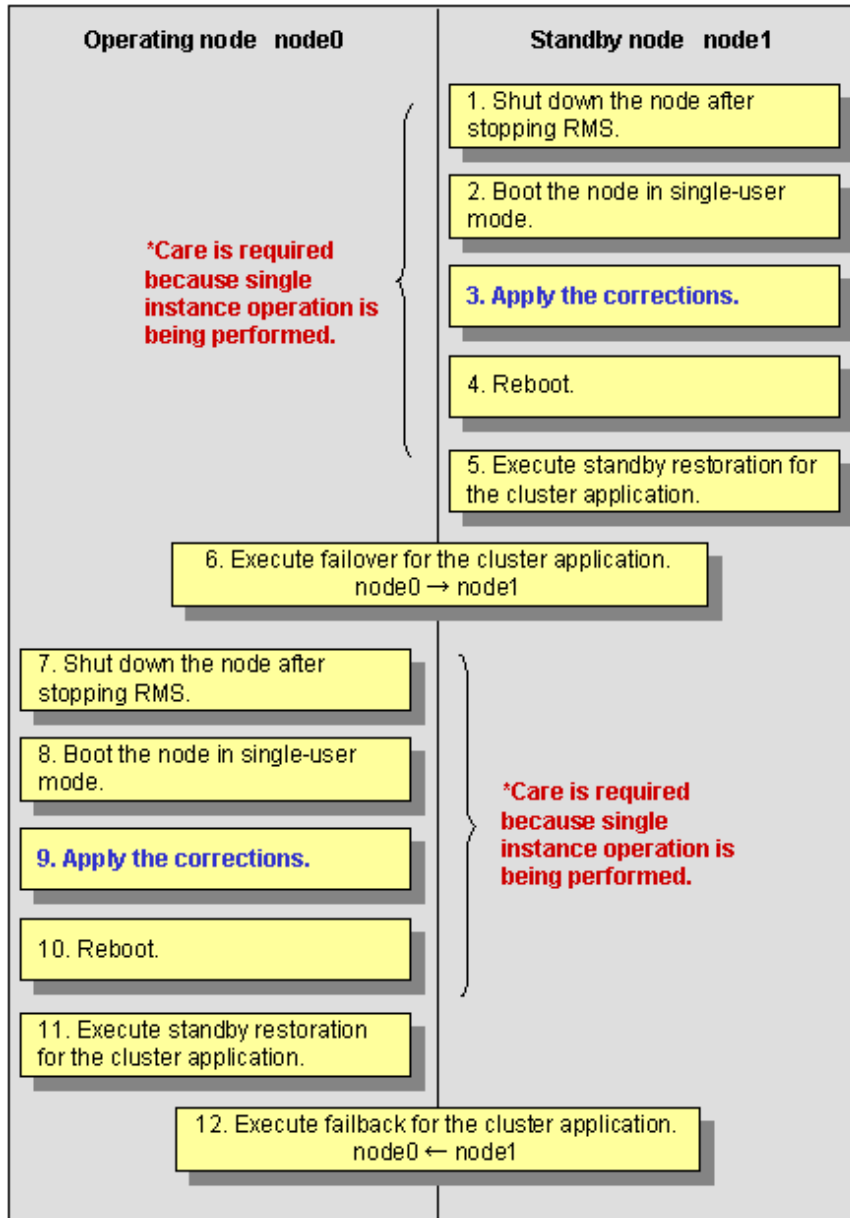 Operating node node0
Standby node node1
1. Shut down the node after
stopping RMS.
2. Boot the node in single-user
mode.
*Care is required
because single
instance operation is
being performed.
3. Apply the corrections.
4. Reboot.
5. Execute standby restoration for
the cluster application.
6. Execute failover for the cluster application.
node0 → node1
7. Shut down the node after
stopping RMS.
8. Boot the node in single-user
mode.
*Care is required
because single
instance operation is
being performed.
9. Apply the corrections.
10. Reboot.
11. Execute standby restoration
for the cluster application.
12. Execute failback for the cluster application.
node0 ← node1